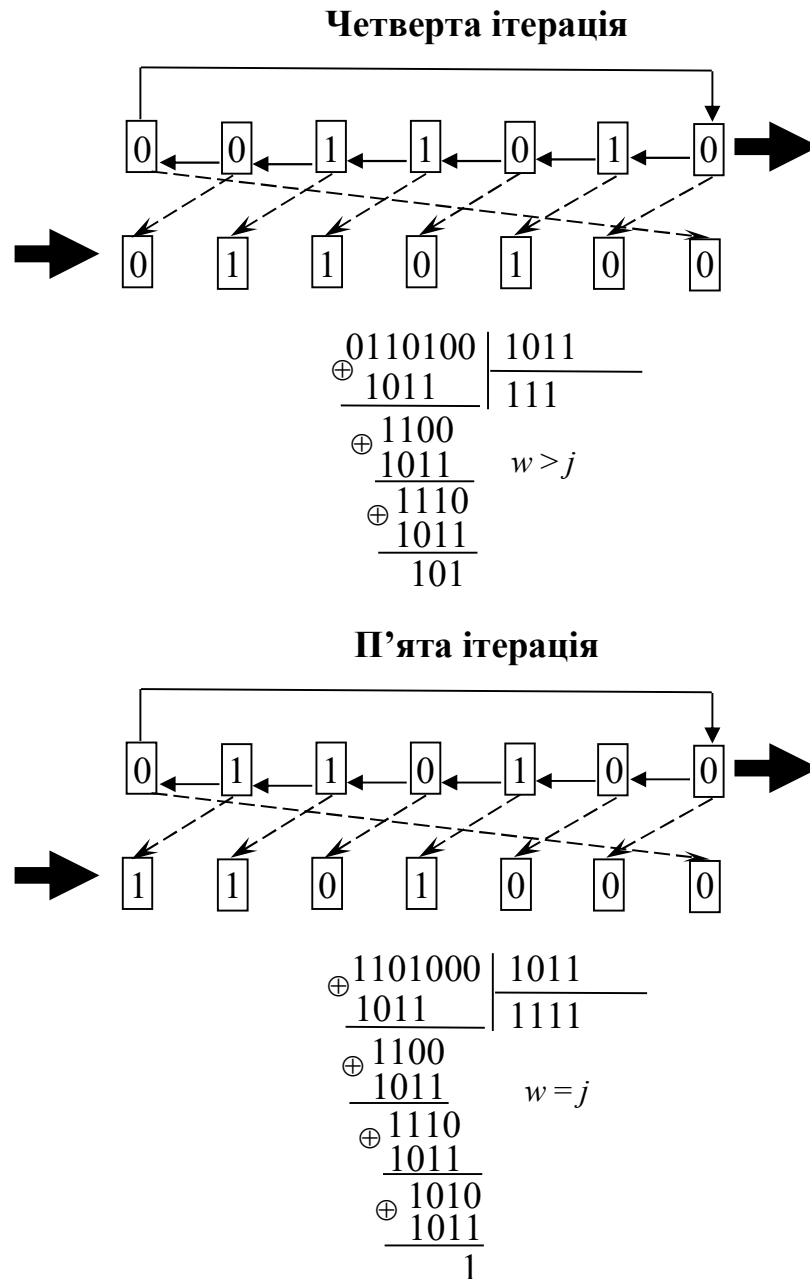 Четверта ітерація
0 0 1 1 0 1 0
0 1 1 0 1 0 0
⊕ 0110100 | 1011
1011 | 111
⊕ 1100
1011 w > j
⊕ 1110
1011
101
П’ята ітерація
0 1 1 0 1 0 0
1 1 0 1 0 0 0
⊕ 1101000 | 1011
1011 | 1111
⊕ 1100
1011 w = j
⊕ 1110
1011
⊕ 1010
1011
1